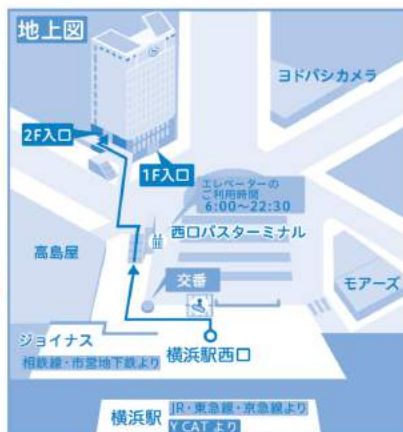 地上図
ヨドバシカメラ
2F入口
1F入口
エレベーターの
ご利用時間
6:00～22:30
西口バスターミナル
高島屋
交番
モアーズ
ジョイナス
相鉄線・市営地下鉄より
横浜駅西口
横浜駅
JR・東急線・京急線より
YCATより